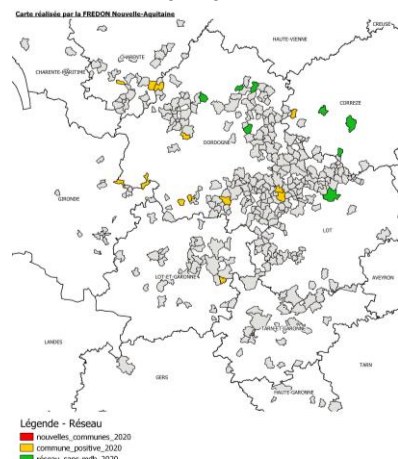 Carte réalisée par la FREDON Nouvelle-Aquitaine
CREUSE
HAUTE-VIENNE
CHARENTE
CHARENTE-MARITIME
CORREZE
DORDOGNE
GIRONDE
LOT
LOT-ET-GARONNE
AVEYRON
TARN-ET-GARONNE
LANDES
TARN
GERS
HAUTE-GARONNE
Légende - Réseau
nouvelles_communes_2020
commune_positive_2020
réseau_sans_mdb_2020